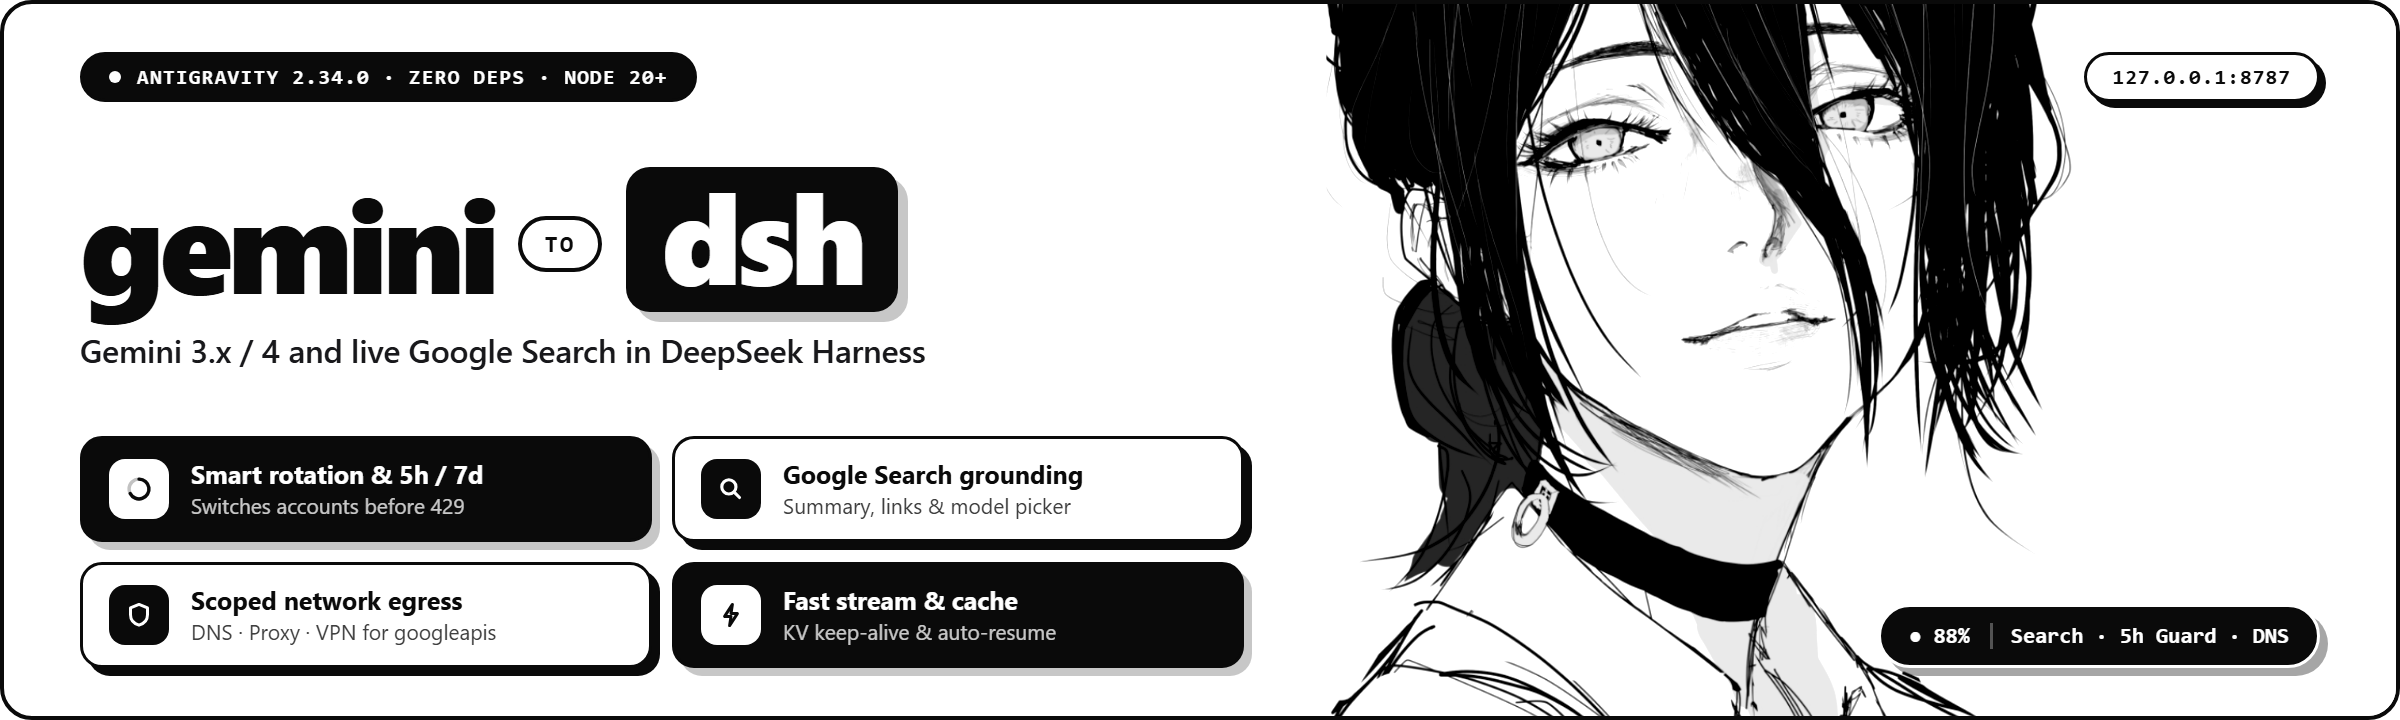 ANTIGRAVITY 2.34.0 · ZERO DEPS · NODE 20+
127.0.0.1:8787
gemini TO dsh
Gemini 3.x / 4 and live Google Search in DeepSeek Harness
Smart rotation & 5h / 7d
Switches accounts before 429
Google Search grounding
Summary, links & model picker
Scoped network egress
DNS · Proxy · VPN for googleapis
Fast stream & cache
KV keep-alive & auto-resume
88% | Search · 5h Guard · DNS